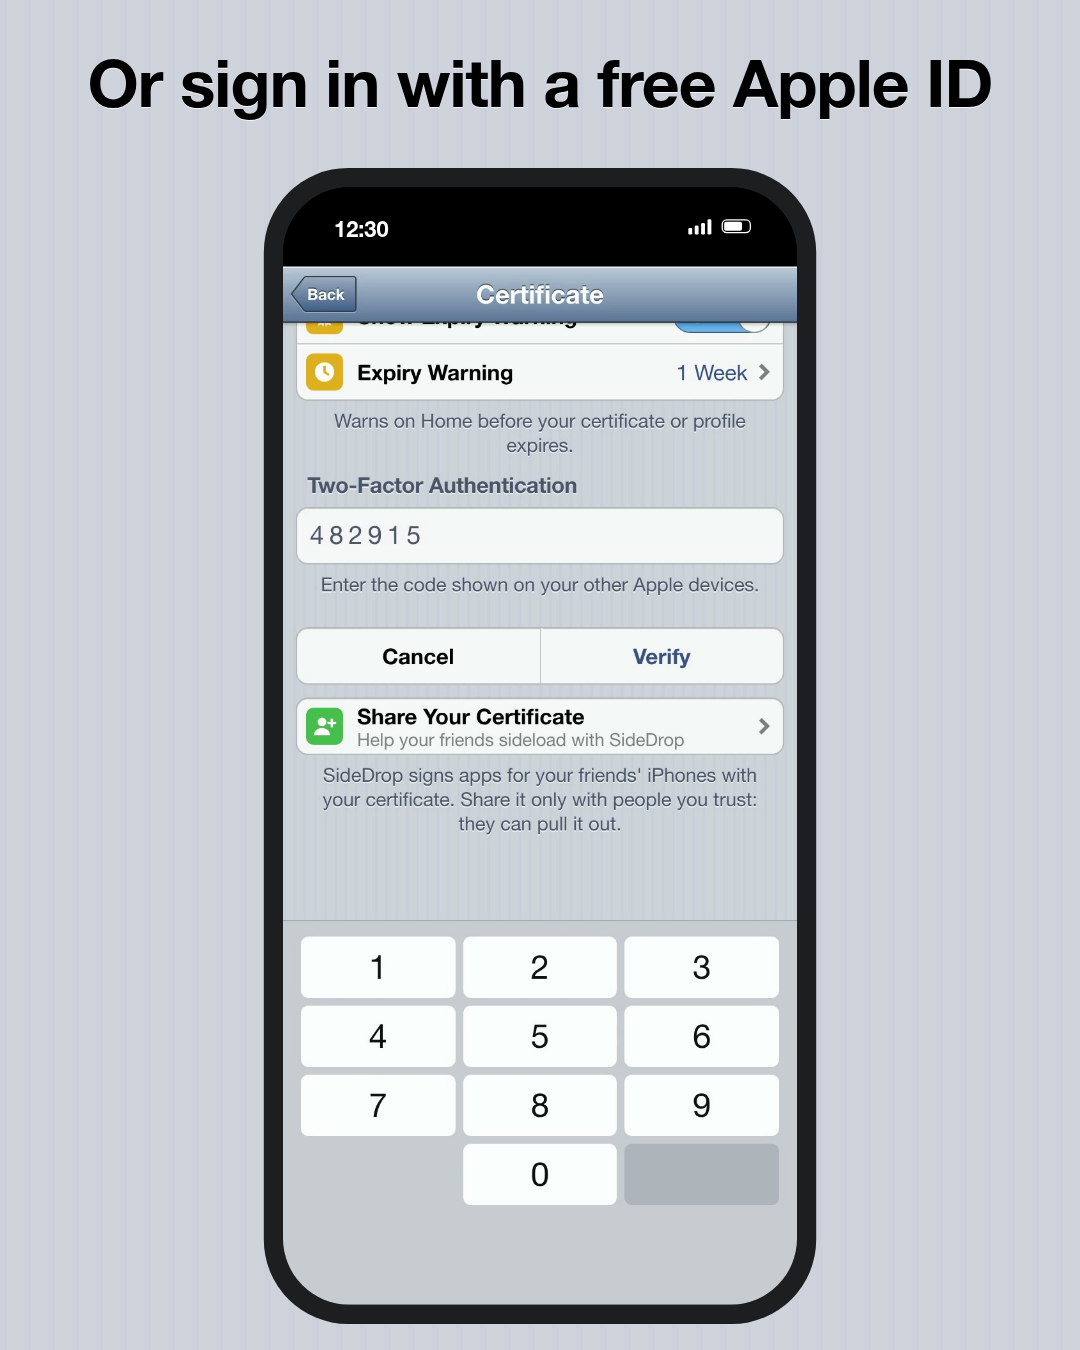 Or sign in with a free Apple ID
12:30
Back
Certificate
Show Expiry Warning
Expiry Warning
1 Week
Warns on Home before your certificate or profile
expires.
Two-Factor Authentication
482915
Enter the code shown on your other Apple devices.
Cancel
Verify
Share Your Certificate
Help your friends sideload with SideDrop
SideDrop signs apps for your friends' iPhones with
your certificate. Share it only with people you trust:
they can pull it out.
1 2 3
4 5 6
7 8 9
0